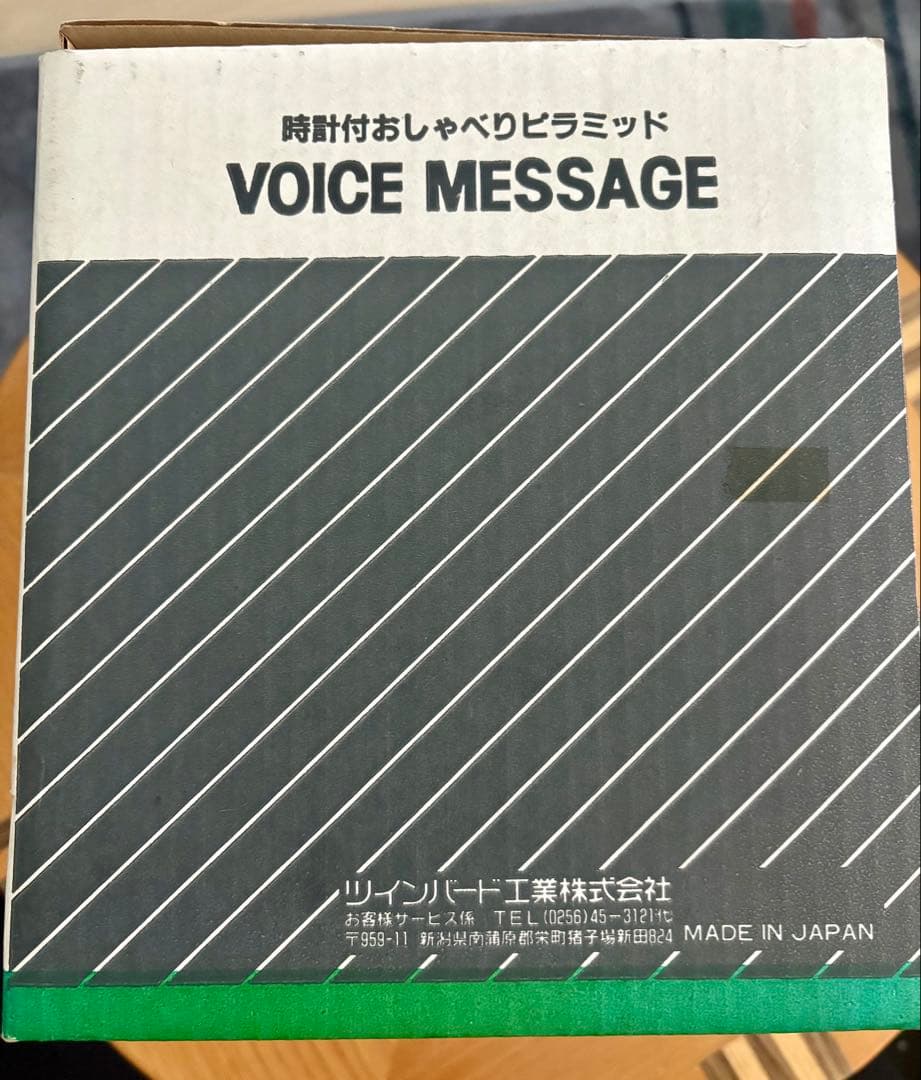 時計付おしゃべりピラミッド
VOICE MESSAGE
ツインバード工業株式会社
お客様サービス係 TEL(0256)45-3121代
〒959-11 新潟県南蒲原郡栄町猪子場新田824 MADE IN JAPAN